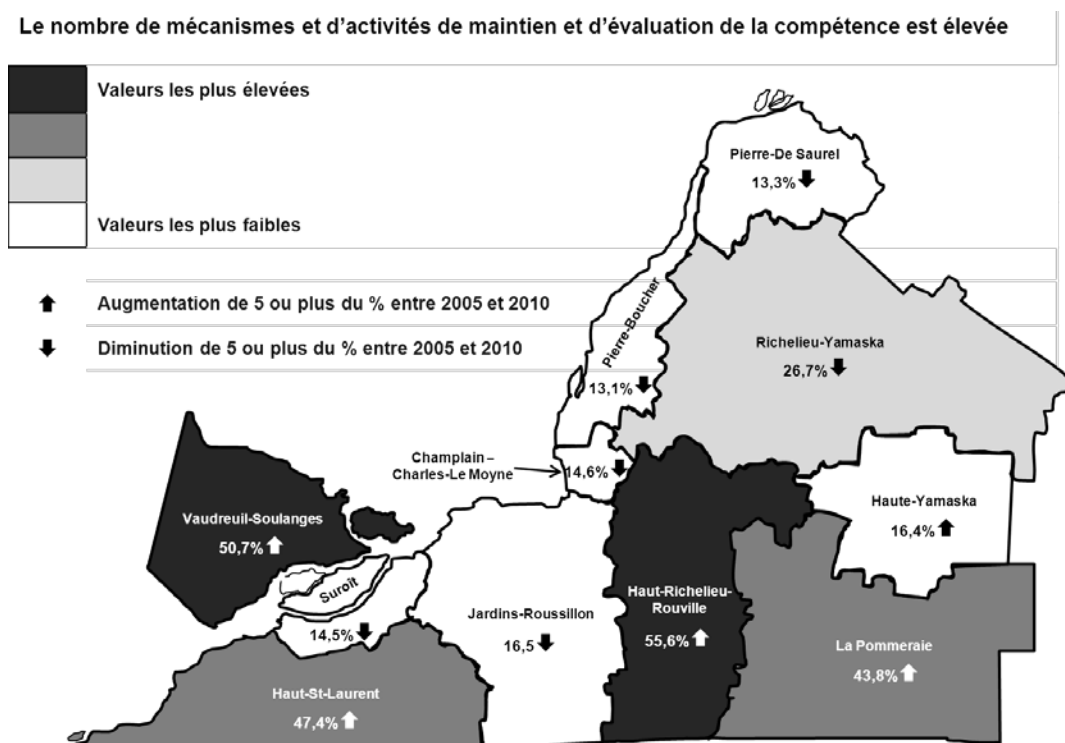 Le nombre de mécanismes et d’activités de maintien et d’évaluation de la compétence est élevée
Valeurs les plus élevées
Valeurs les plus faibles
Augmentation de 5 ou plus du % entre 2005 et 2010
Diminution de 5 ou plus du % entre 2005 et 2010
Pierre-De Saurel
13,3%
Pierre-Boucher
13,1%
Richelieu-Yamaska
26,7%
Champlain –
Charles-Le Moyne
14,6%
Haute-Yamaska
16,4%
Vaudreuil-Soulanges
50,7%
Suroît
14,5%
Jardins-Roussillon
16,5
Haut-Richelieu-
Rouville
55,6%
La Pommeraie
43,8%
Haut-St-Laurent
47,4%